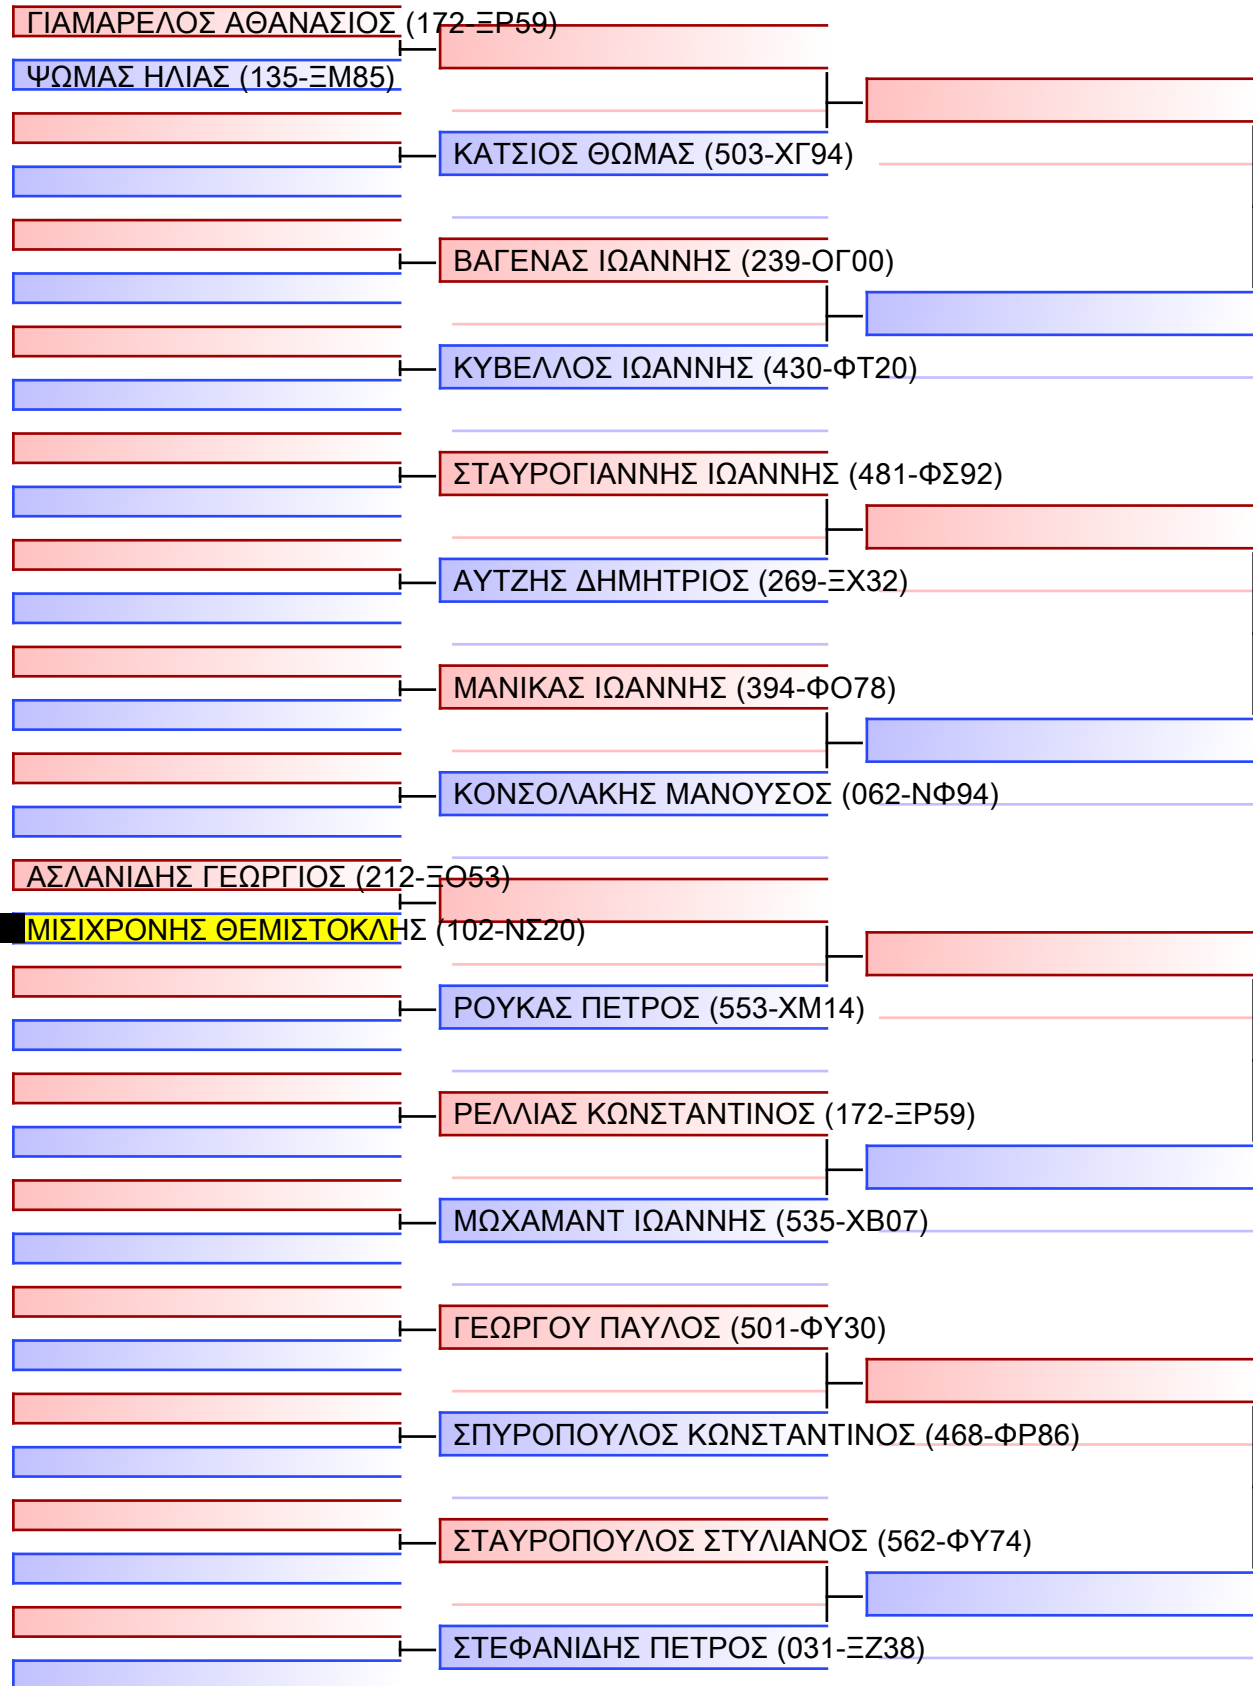 ΓΙΑΜΑΡΕΛΟΣ ΑΘΑΝΑΣΙΟΣ (172-ΞΡ59)
ΨΩΜΑΣ ΗΛΙΑΣ (135-ΞΜ85)
ΚΑΤΣΙΟΣ ΘΩΜΑΣ (503-ΧΓ94)
ΒΑΓΕΝΑΣ ΙΩΑΝΝΗΣ (239-ΟΓ00)
ΚΥΒΕΛΛΟΣ ΙΩΑΝΝΗΣ (430-ΦΤ20)
ΣΤΑΥΡΟΓΙΑΝΝΗΣ ΙΩΑΝΝΗΣ (481-ΦΣ92)
ΑΥΤΖΗΣ ΔΗΜΗΤΡΙΟΣ (269-ΞΧ32)
ΜΑΝΙΚΑΣ ΙΩΑΝΝΗΣ (394-ΦΟ78)
ΚΟΝΣΟΛΑΚΗΣ ΜΑΝΟΥΣΟΣ (062-ΝΦ94)
ΑΣΛΑΝΙΔΗΣ ΓΕΩΡΓΙΟΣ (212-ΞΟ53)
ΜΙΣΙΧΡΟΝΗΣ ΘΕΜΙΣΤΟΚΛΗΣ (102-ΝΣ20)
ΡΟΥΚΑΣ ΠΕΤΡΟΣ (553-ΧΜ14)
ΡΕΛΛΙΑΣ ΚΩΝΣΤΑΝΤΙΝΟΣ (172-ΞΡ59)
ΜΩΧΑΜΑΝΤ ΙΩΑΝΝΗΣ (535-ΧΒ07)
ΓΕΩΡΓΟΥ ΠΑΥΛΟΣ (501-ΦΥ30)
ΣΠΥΡΟΠΟΥΛΟΣ ΚΩΝΣΤΑΝΤΙΝΟΣ (468-ΦΡ86)
ΣΤΑΥΡΟΠΟΥΛΟΣ ΣΤΥΛΙΑΝΟΣ (562-ΦΥ74)
ΣΤΕΦΑΝΙΔΗΣ ΠΕΤΡΟΣ (031-ΞΖ38)